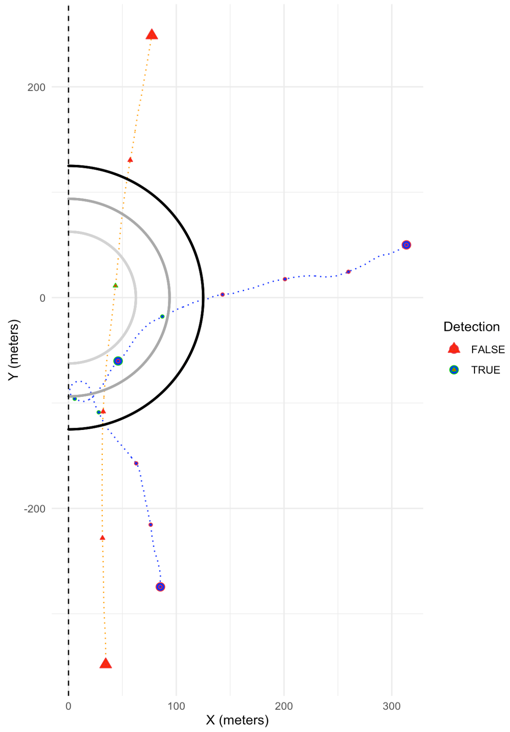 200
0
-200
Y (meters)
0
100
200
300
X (meters)
Detection
FALSE
TRUE